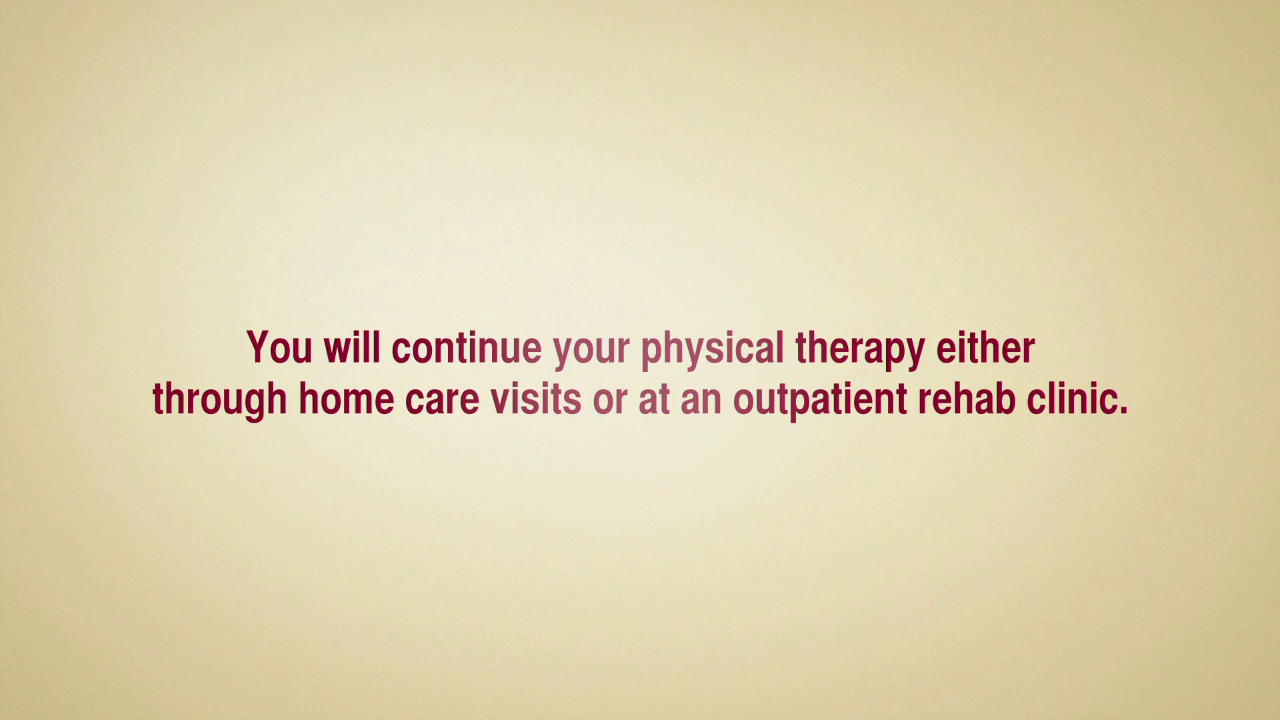 You will continue your physical therapy either
through home care visits or at an outpatient rehab clinic.